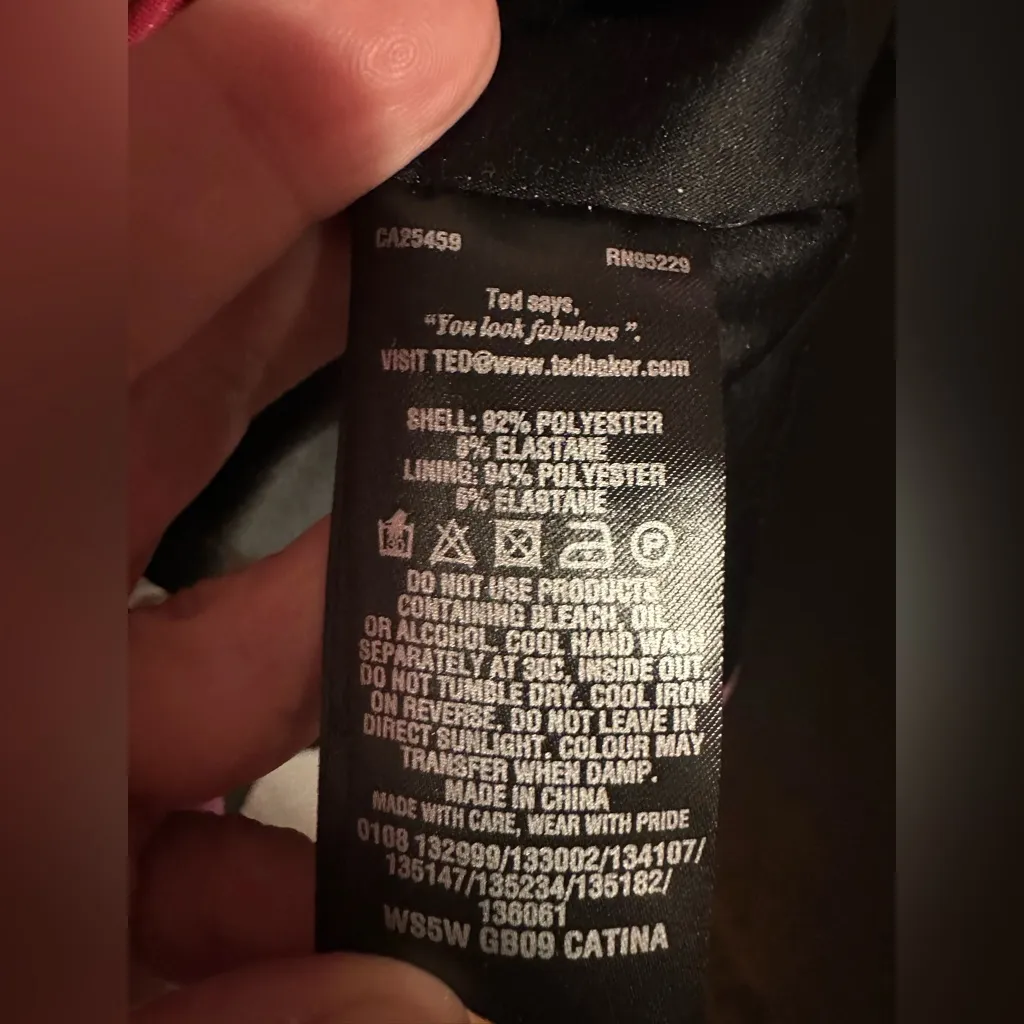 CA25459
RN95229
Ted says,
“You look fabulous ”.
VISIT TED@www.tedbaker.com
SHELL: 92% POLYESTER
8% ELASTANE
LINING: 94% POLYESTER
6% ELASTANE
30
P
DO NOT USE PRODUCTS
CONTAINING BLEACH, OIL
OR ALCOHOL. COOL HAND WASH
SEPARATELY AT 30C. INSIDE OUT
DO NOT TUMBLE DRY. COOL IRON
ON REVERSE. DO NOT LEAVE IN
DIRECT SUNLIGHT. COLOUR MAY
TRANSFER WHEN DAMP.
MADE IN CHINA
MADE WITH CARE, WEAR WITH PRIDE
0108 132999/133002/134107/
135147/135234/135182/
136061
WS5W GB09 CATINA